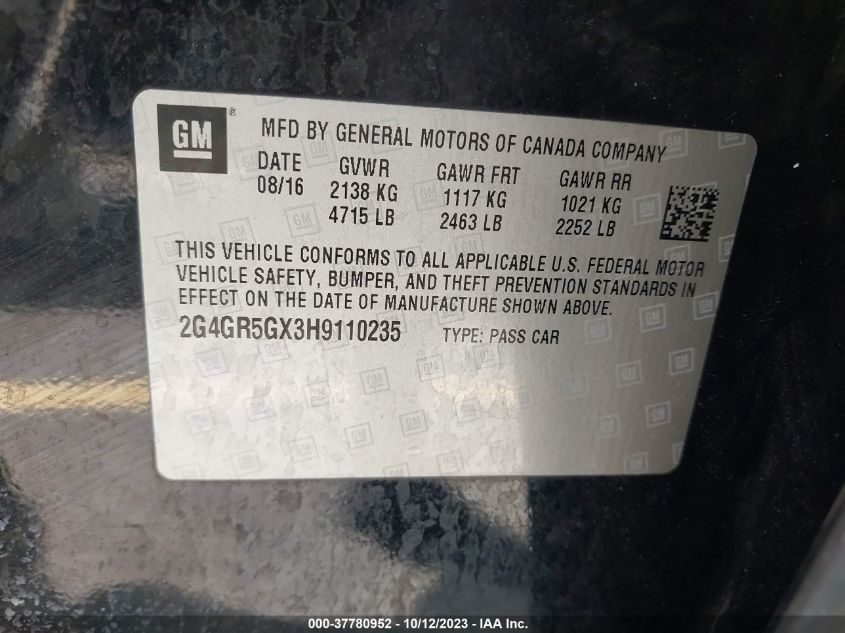 GM ®
MFD BY GENERAL MOTORS OF CANADA COMPANY
DATE GVWR GAWR FRT GAWR RR
08/16 2138 KG 1117 KG 1021 KG
4715 LB 2463 LB 2252 LB
THIS VEHICLE CONFORMS TO ALL APPLICABLE U.S. FEDERAL MOTOR
VEHICLE SAFETY, BUMPER, AND THEFT PREVENTION STANDARDS IN
EFFECT ON THE DATE OF MANUFACTURE SHOWN ABOVE.
2G4GR5GX3H9110235 TYPE: PASS CAR
000-37780952 - 10/12/2023 - IAA Inc.